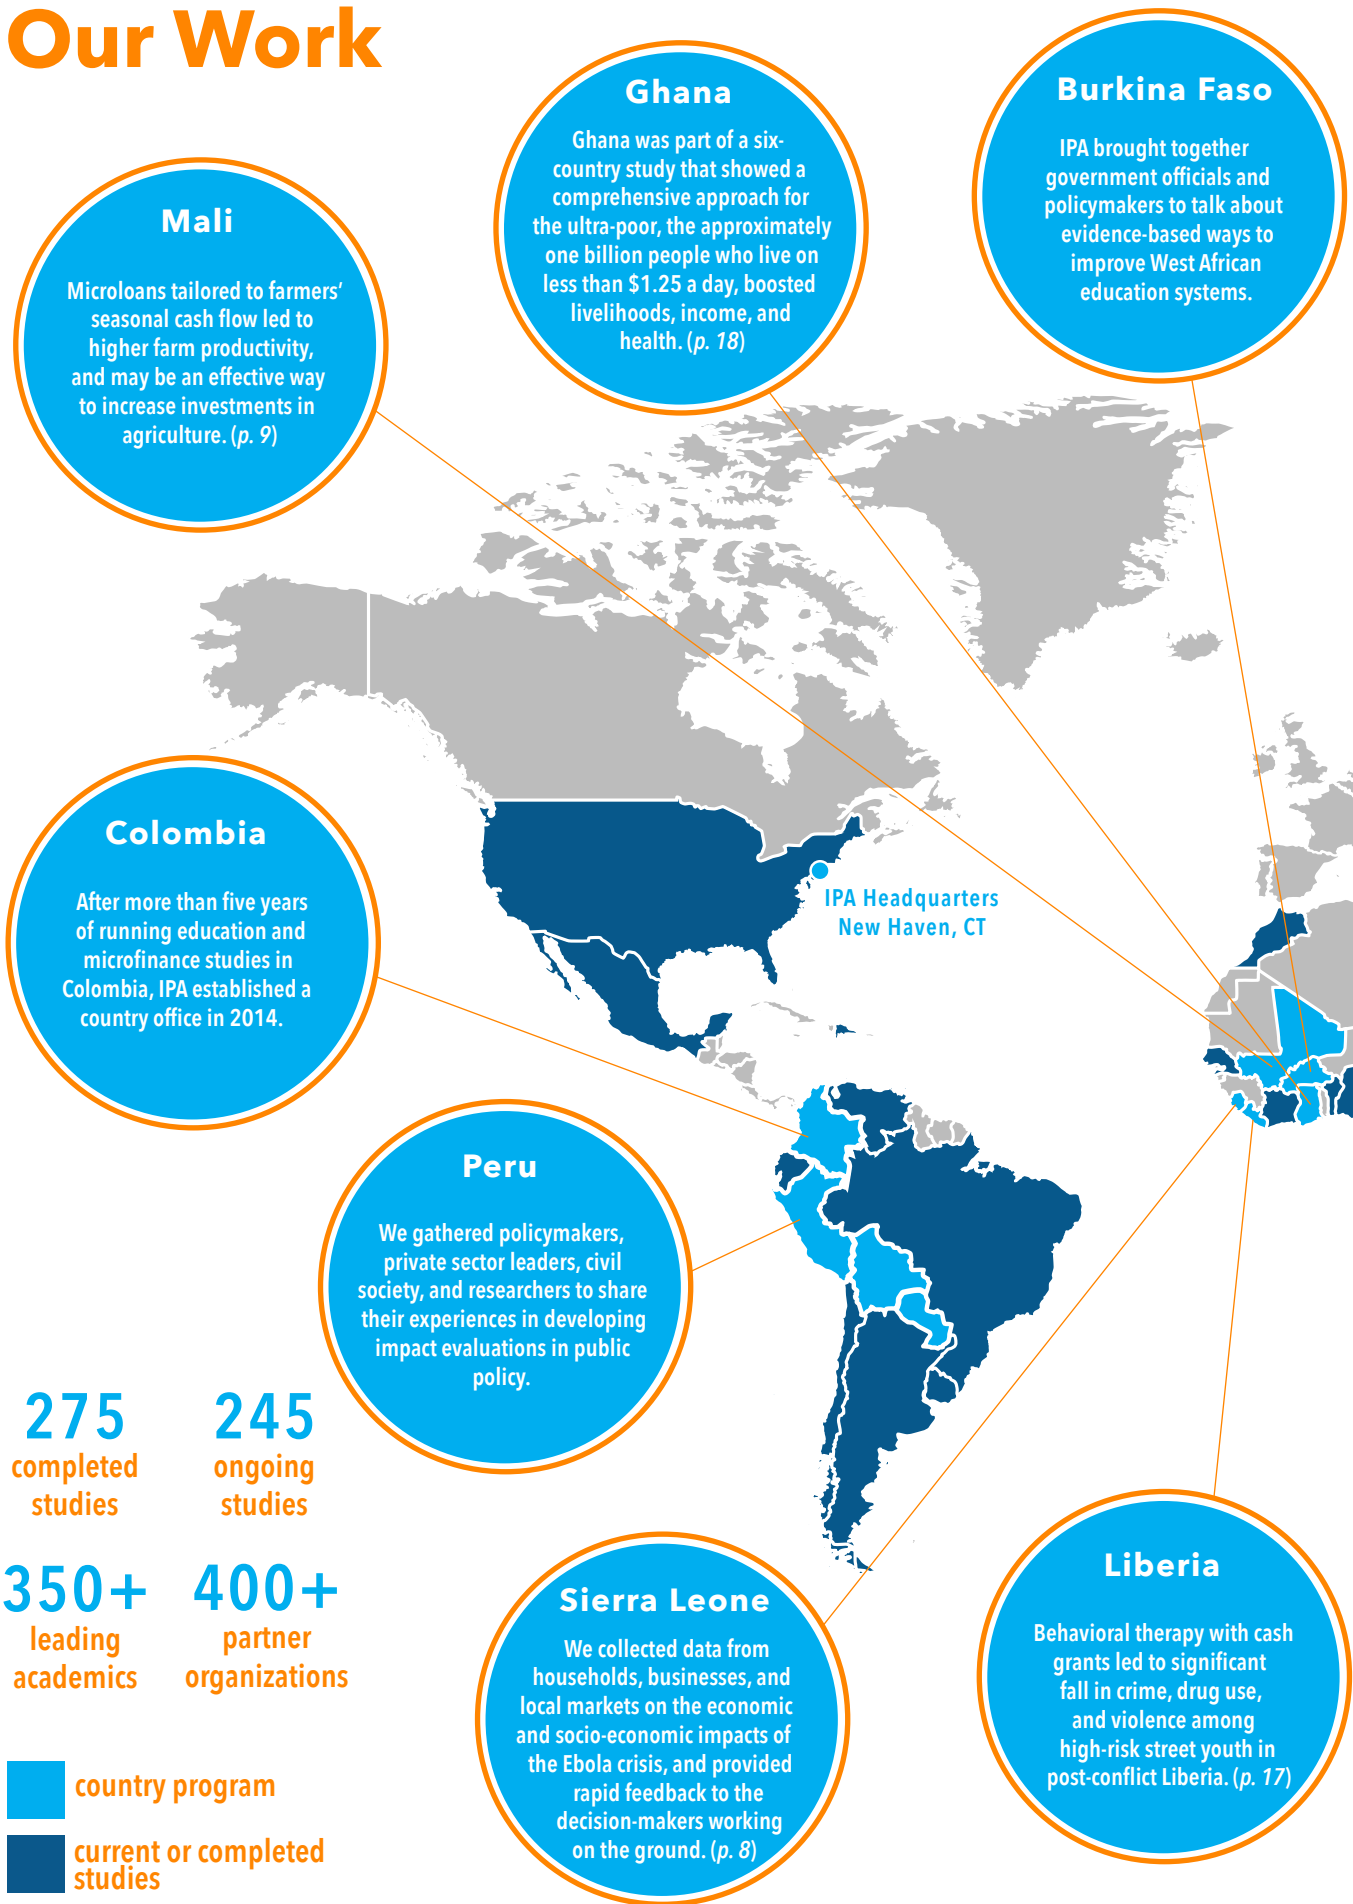 Our Work
Ghana
Ghana was part of a six-
country study that showed a
comprehensive approach for
the ultra-poor, the approximately
one billion people who live on
less than $1.25 a day, boosted
livelihoods, income, and
health. (p. 18)
Burkina Faso
IPA brought together
government officials and
policymakers to talk about
evidence-based ways to
improve West African
education systems.
Mali
Microloans tailored to farmers’
seasonal cash flow led to
higher farm productivity,
and may be an effective way
to increase investments in
agriculture. (p. 9)
Colombia
After more than five years
of running education and
microfinance studies in
Colombia, IPA established a
country office in 2014.
IPA Headquarters
New Haven, CT
Peru
We gathered policymakers,
private sector leaders, civil
society, and researchers to share
their experiences in developing
impact evaluations in public
policy.
275
completed
studies
245
ongoing
studies
350+
leading
academics
400+
partner
organizations
Sierra Leone
We collected data from
households, businesses, and
local markets on the economic
and socio-economic impacts of
the Ebola crisis, and provided
rapid feedback to the
decision-makers working
on the ground. (p. 8)
Liberia
Behavioral therapy with cash
grants led to significant
fall in crime, drug use,
and violence among
high-risk street youth in
post-conflict Liberia. (p. 17)
country program
current or completed
studies